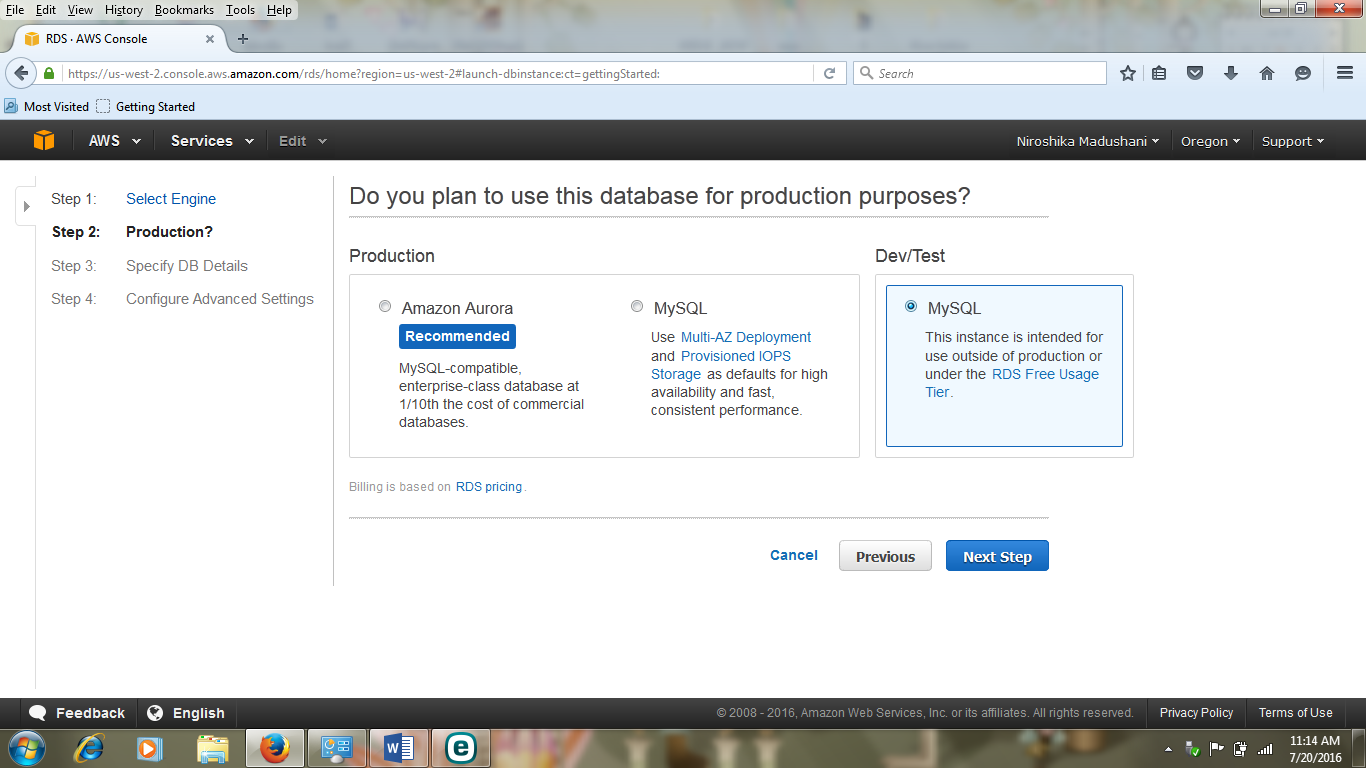 File Edit View History Bookmarks Tools Help
RDS · AWS Console
https://us-west-2.console.aws.amazon.com/rds/home?region=us-west-2#launch-dbinstance:ct=gettingStarted:
Search
Most Visited Getting Started
AWS Services Edit Niroshika Madushani Oregon Support
Step 1: Select Engine
Step 2: Production?
Step 3: Specify DB Details
Step 4: Configure Advanced Settings
Do you plan to use this database for production purposes?
Production
Amazon Aurora
Recommended
MySQL-compatible,
enterprise-class database at
1/10th the cost of commercial
databases.
MySQL
Use Multi-AZ Deployment
and Provisioned IOPS
Storage as defaults for high
availability and fast,
consistent performance.
Dev/Test
MySQL
This instance is intended for
use outside of production or
under the RDS Free Usage
Tier.
Billing is based on RDS pricing.
Cancel Previous Next Step
Feedback English © 2008 - 2016, Amazon Web Services, Inc. or its affiliates. All rights reserved. Privacy Policy Terms of Use
11:14 AM
7/20/2016